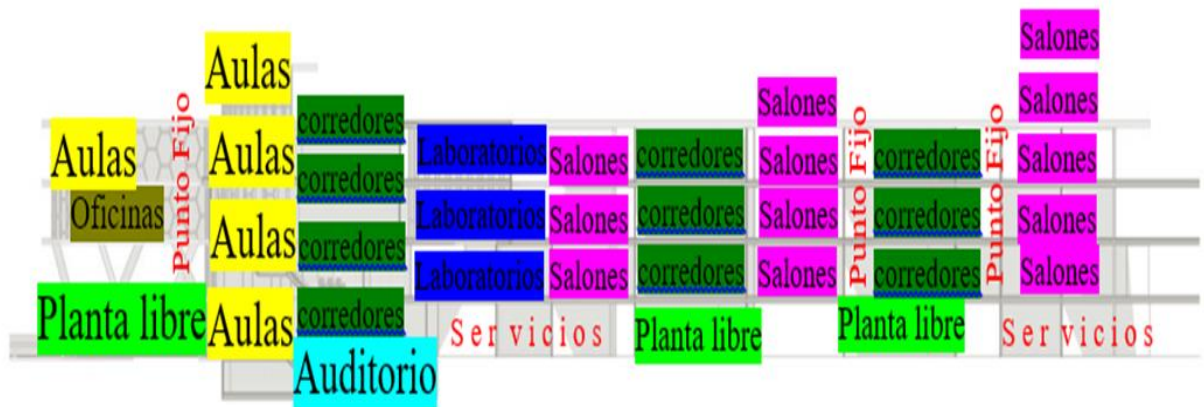 Salones
Aulas
Salones
Salones
corredores
Punto Fijo
Punto Fijo
Punto Fijo
Aulas
Aulas
Laboratorios
Salones
corredores
Salones
corredores
Salones
corredores
Oficinas
Aulas
Laboratorios
Salones
corredores
Salones
corredores
Salones
corredores
Laboratorios
Salones
corredores
Salones
corredores
Salones
Planta libre
Aulas
corredores
Servicios
Planta libre
Planta libre
Servicios
Auditorio